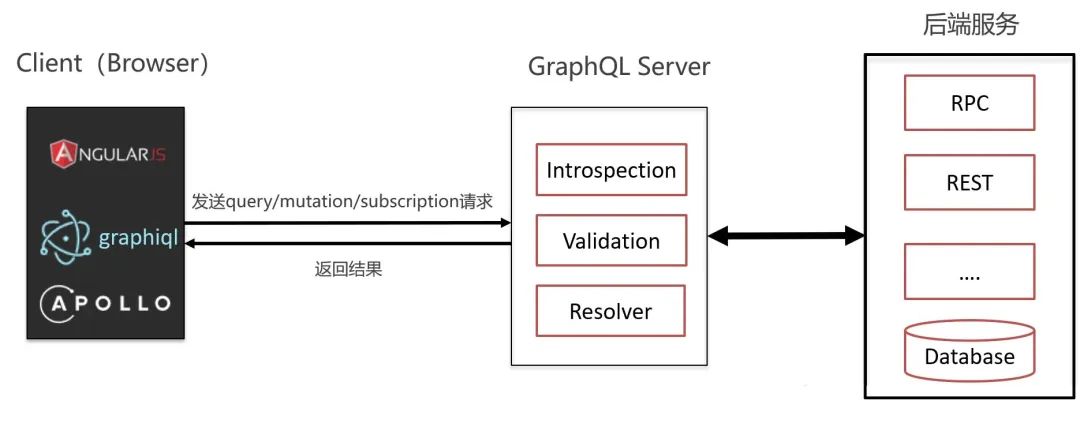 后端服务
Client（Browser）
GraphQL Server
RPC
ANGULARJS
Introspection
REST
发送query/mutation/subscription请求
graphiql
Validation
返回结果
....
APOLLO
Resolver
Database